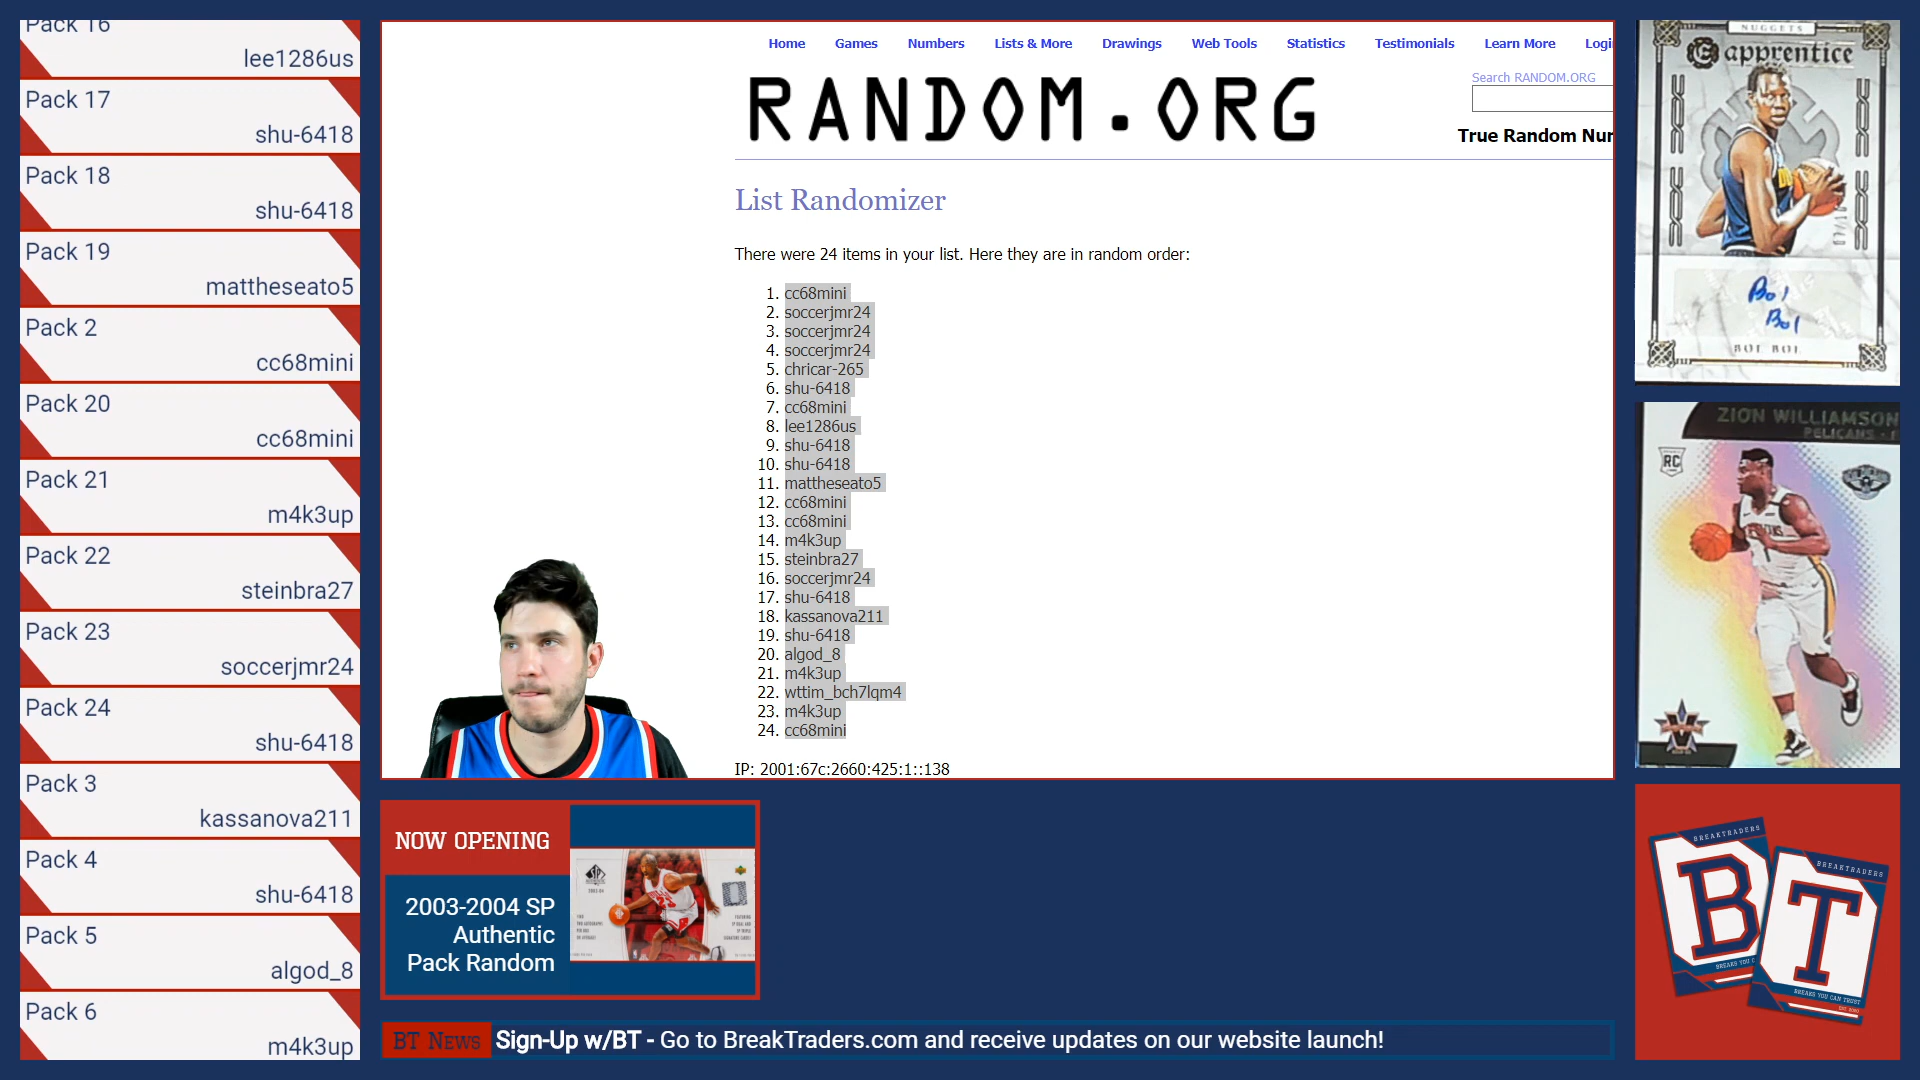 Pack 16
lee1286us
Pack 17
shu-6418
Pack 18
shu-6418
Pack 19
mattheseato5
Pack 2
cc68mini
Pack 20
cc68mini
Pack 21
m4k3up
Pack 22
steinbra27
Pack 23
soccerjmr24
Pack 24
shu-6418
Pack 3
kassanova211
Pack 4
shu-6418
Pack 5
algod_8
Pack 6
m4k3up
Home Games Numbers Lists & More Drawings Web Tools Statistics Testimonials Learn More Logi
RANDOM.ORG
Search RANDOM.ORG
True Random Nur
List Randomizer
There were 24 items in your list. Here they are in random order:
1. cc68mini
2. soccerjmr24
3. soccerjmr24
4. soccerjmr24
5. chricar-265
6. shu-6418
7. cc68mini
8. lee1286us
9. shu-6418
10. shu-6418
11. mattheseato5
12. cc68mini
13. cc68mini
14. m4k3up
15. steinbra27
16. soccerjmr24
17. shu-6418
18. kassanova211
19. shu-6418
20. algod_8
21. m4k3up
22. wttim_bch7lqm4
23. m4k3up
24. cc68mini
IP: 2001:67c:2660:425:1::138
NOW OPENING
2003-2004 SP
Authentic
Pack Random
BT News
Sign-Up w/BT - Go to BreakTraders.com and receive updates on our website launch!
NUGGETS
apprentice
Bol
Bol
BOL BOL
ZION WILLIAMSON
PELICANS
RC
BREAKTRADERS
B
BREAKTRADERS
T
BREAKS YOU CAN TRUST